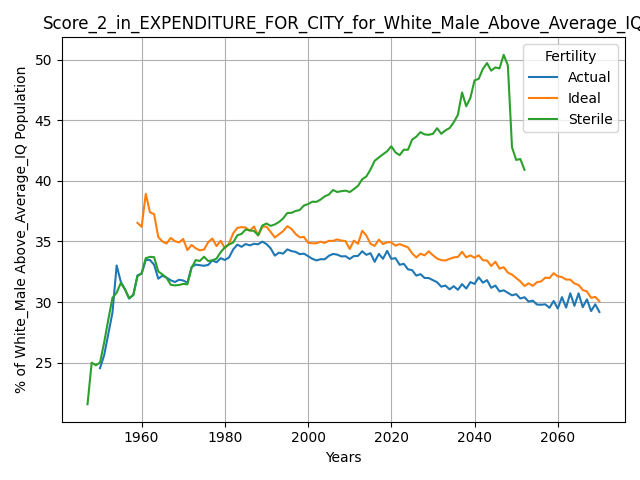 Score_2_in_EXPENDITURE_FOR_CITY_for_White_Male_Above_Average_IQ
Fertility
Actual
Ideal
Sterile
% of White_Male Above_Average_IQ Population
50
45
40
35
30
25
1960
1980
2000
2020
2040
2060
Years